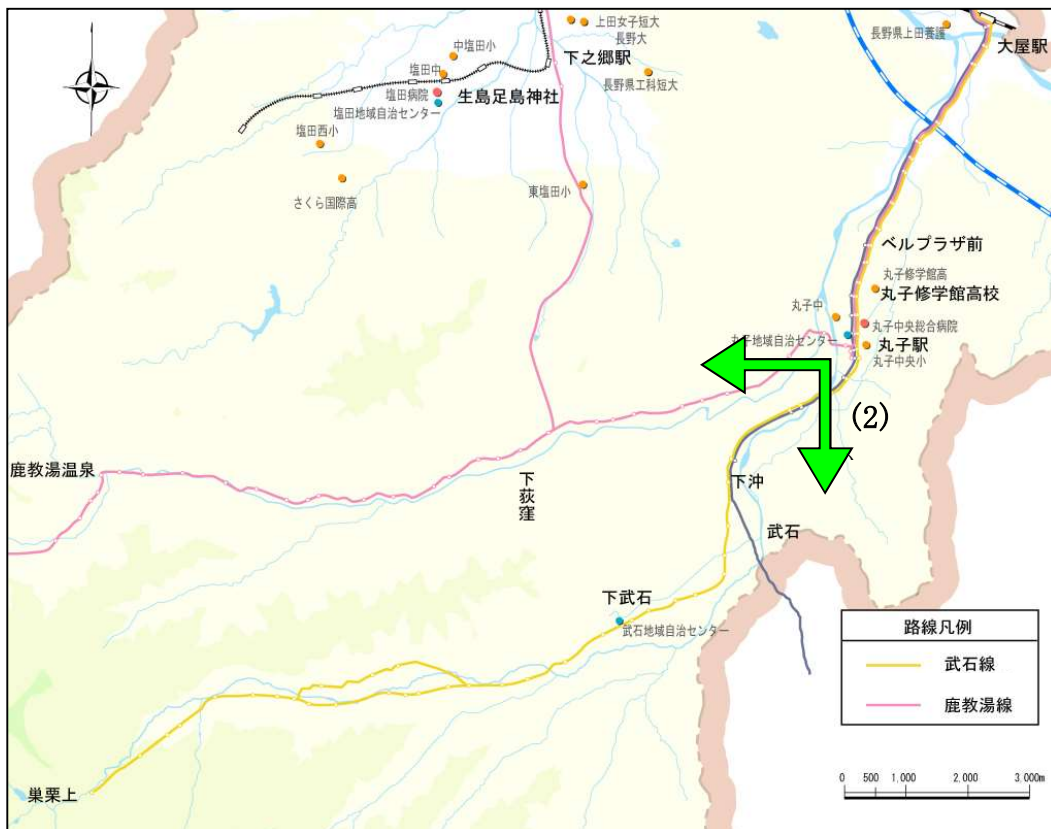 上田女子短大
長野大
長野県上田養護
大屋駅
中塩田小
下之郷駅
塩田中
長野県工科短大
塩田病院
生島足島神社
塩田地域自治センター
塩田西小
さくら国際高
東塩田小
ベルプラザ前
丸子修学館高
丸子修学館高校
丸子中
丸子中央総合病院
丸子地域自治センター
丸子駅
丸子中央小
(2)
鹿教湯温泉
下荻窪
下沖
武石
下武石
武石地域自治センター
路線凡例
武石線
鹿教湯線
巣栗上
0 500 1,000 2,000 3,000m